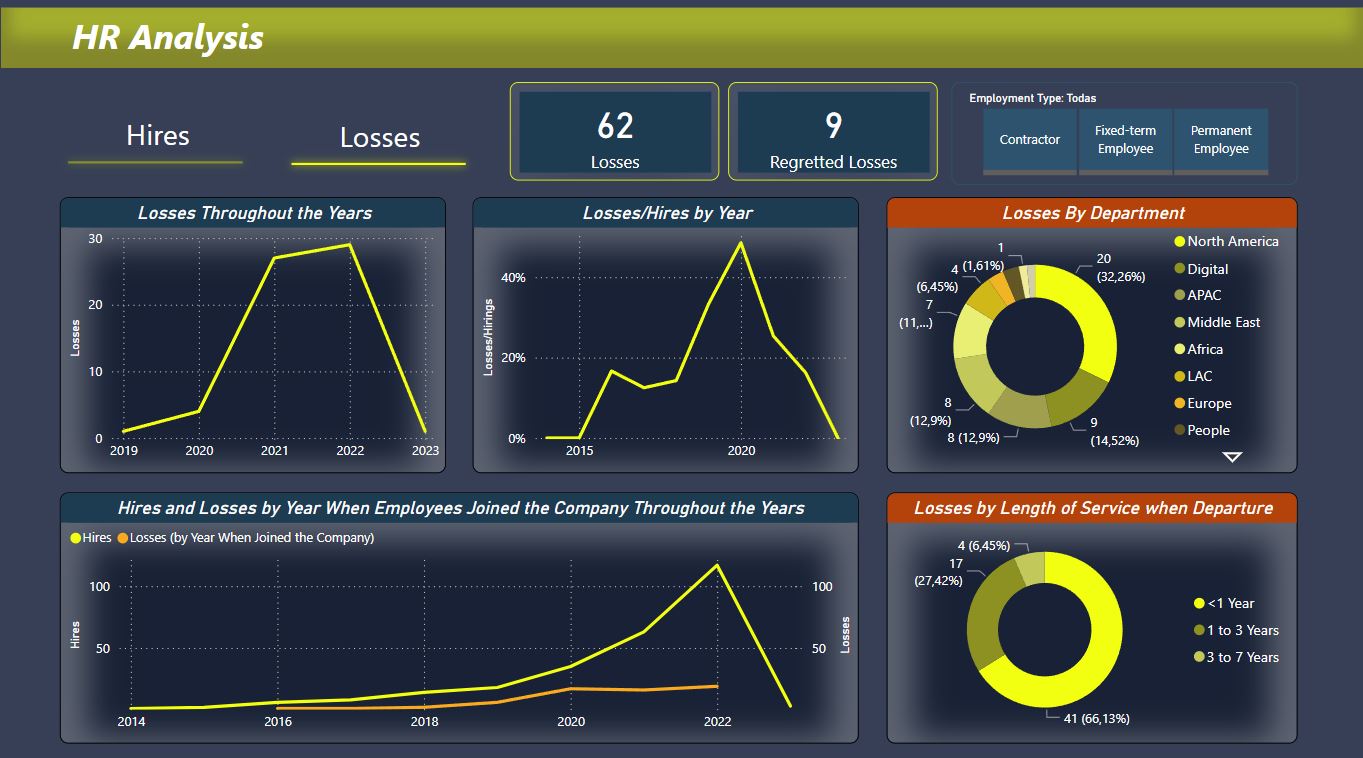 HR Analysis
Hires
Losses
62
Losses
9
Regretted Losses
Employment Type: Todas
Contractor
Fixed-term
Employee
Permanent
Employee
Losses Throughout the Years
Losses
30
20
10
0
2019 2020 2021 2022 2023
Losses/Hires by Year
Losses/Hirings
40%
20%
0%
2015 2020
Losses By Department
1
(1,61%)
4
(6,45%)
7
(11,...)
8
(12,9%)
8 (12,9%)
9
(14,52%)
20
(32,26%)
North America
Digital
APAC
Middle East
Africa
LAC
Europe
People
Hires and Losses by Year When Employees Joined the Company Throughout the Years
Hires Losses (by Year When Joined the Company)
Hires
100
50
2014 2016 2018 2020 2022
100
50
Losses
Losses by Length of Service when Departure
4 (6,45%)
17
(27,42%)
41 (66,13%)
<1 Year
1 to 3 Years
3 to 7 Years